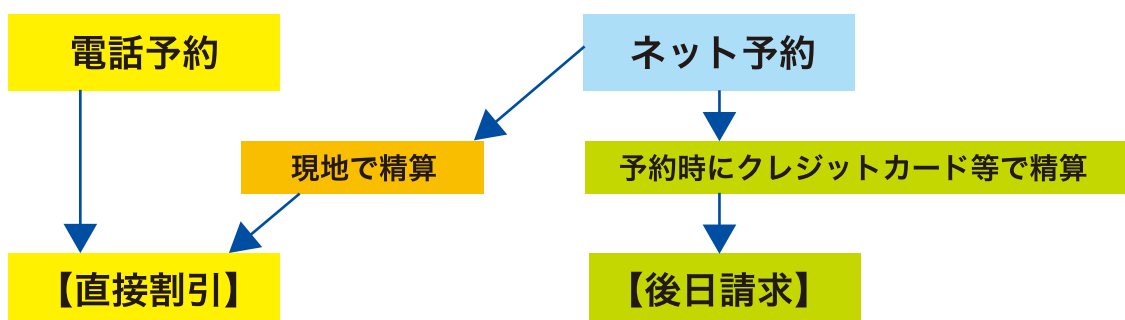 電話予約
ネット予約
現地で精算
予約時にクレジットカード等で精算
【直接割引】
【後日請求】